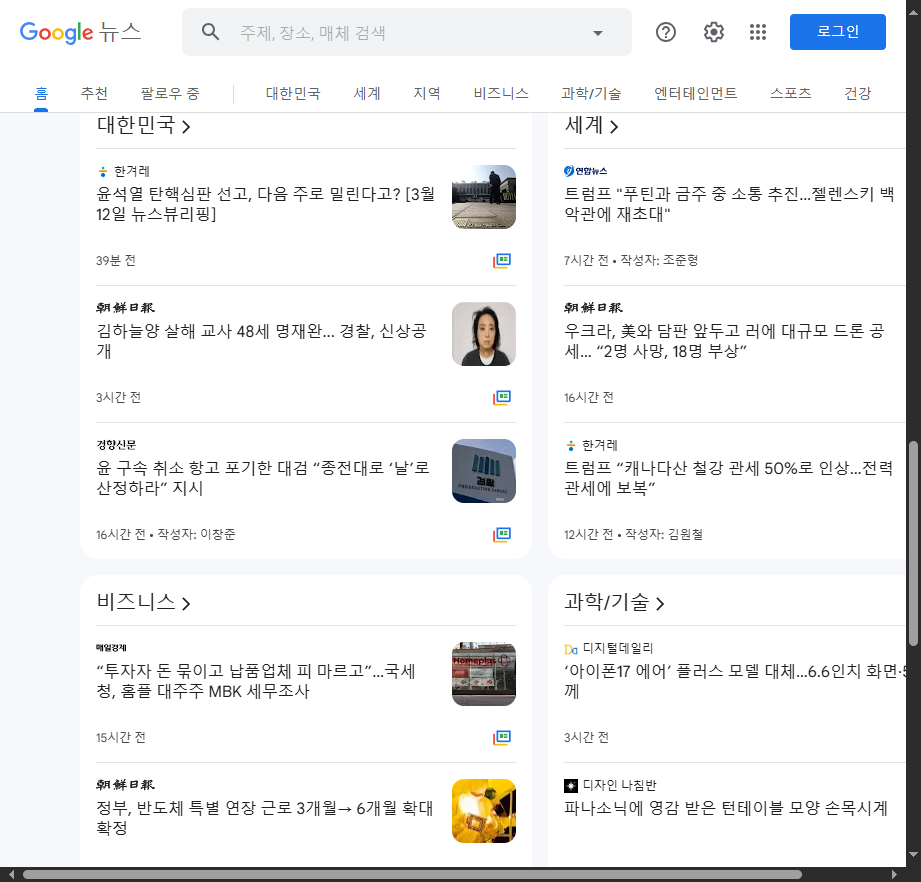 Google 뉴스
주제, 장소, 매체 검색
로그인
홈 추천 팔로우 중 대한민국 세계 지역 비즈니스 과학/기술 엔터테인먼트 스포츠 건강
대한민국
한겨레
윤석열 탄핵심판 선고, 다음 주로 밀린다고? [3월
12일 뉴스뷰리핑]
39분 전
朝鮮日報
김하늘양 살해 교사 48세 명재완... 경찰, 신상공
개
3시간 전
경향신문
윤 구속 취소 항고 포기한 대검 “종전대로 ‘날’로
산정하라” 지시
검찰
16시간 전 • 작성자: 이창준
세계
연합뉴스
트럼프 "푸틴과 금주 중 소통 추진...젤렌스키 백
악관에 재초대"
7시간 전 • 작성자: 조준형
朝鮮日報
우크라, 美와 담판 앞두고 러에 대규모 드론 공
세... “2명 사망, 18명 부상”
16시간 전
한겨레
트럼프 “캐나다산 철강 관세 50%로 인상...전력
관세에 보복”
12시간 전 • 작성자: 김원철
비즈니스
매일경제
“투자자 돈 묶이고 납품업체 피 마르고”...국세
청, 홈플 대주주 MBK 세무조사
Homeplus
15시간 전
朝鮮日報
정부, 반도체 특별 연장 근로 3개월→ 6개월 확대
확정
과학/기술
디지털데일리
‘아이폰17 에어’ 플러스 모델 대체...6.6인치 화면·5
께
3시간 전
디자인 나침반
파나소닉에 영감 받은 턴테이블 모양 손목시계